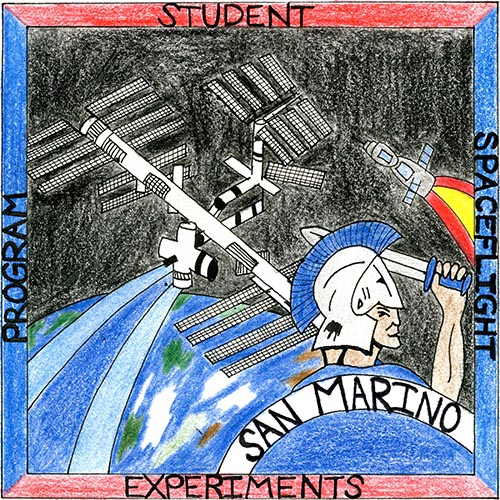 STUDENT
SPACEFLIGHT
EXPERIMENTS
PROGRAM
SAN MARINO